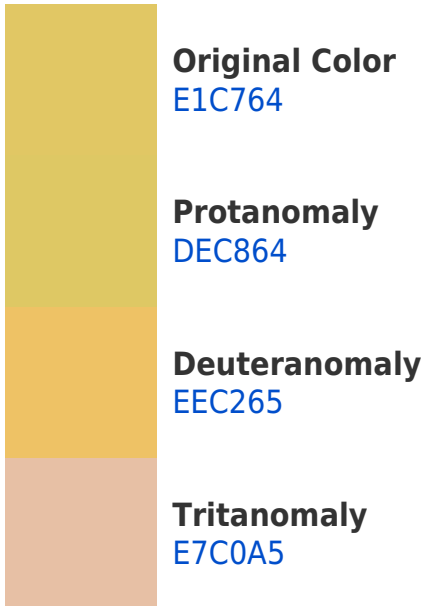 Original Color
E1C764
Protanomaly
DEC864
Deuteranomaly
EEC265
Tritanomaly
E7C0A5